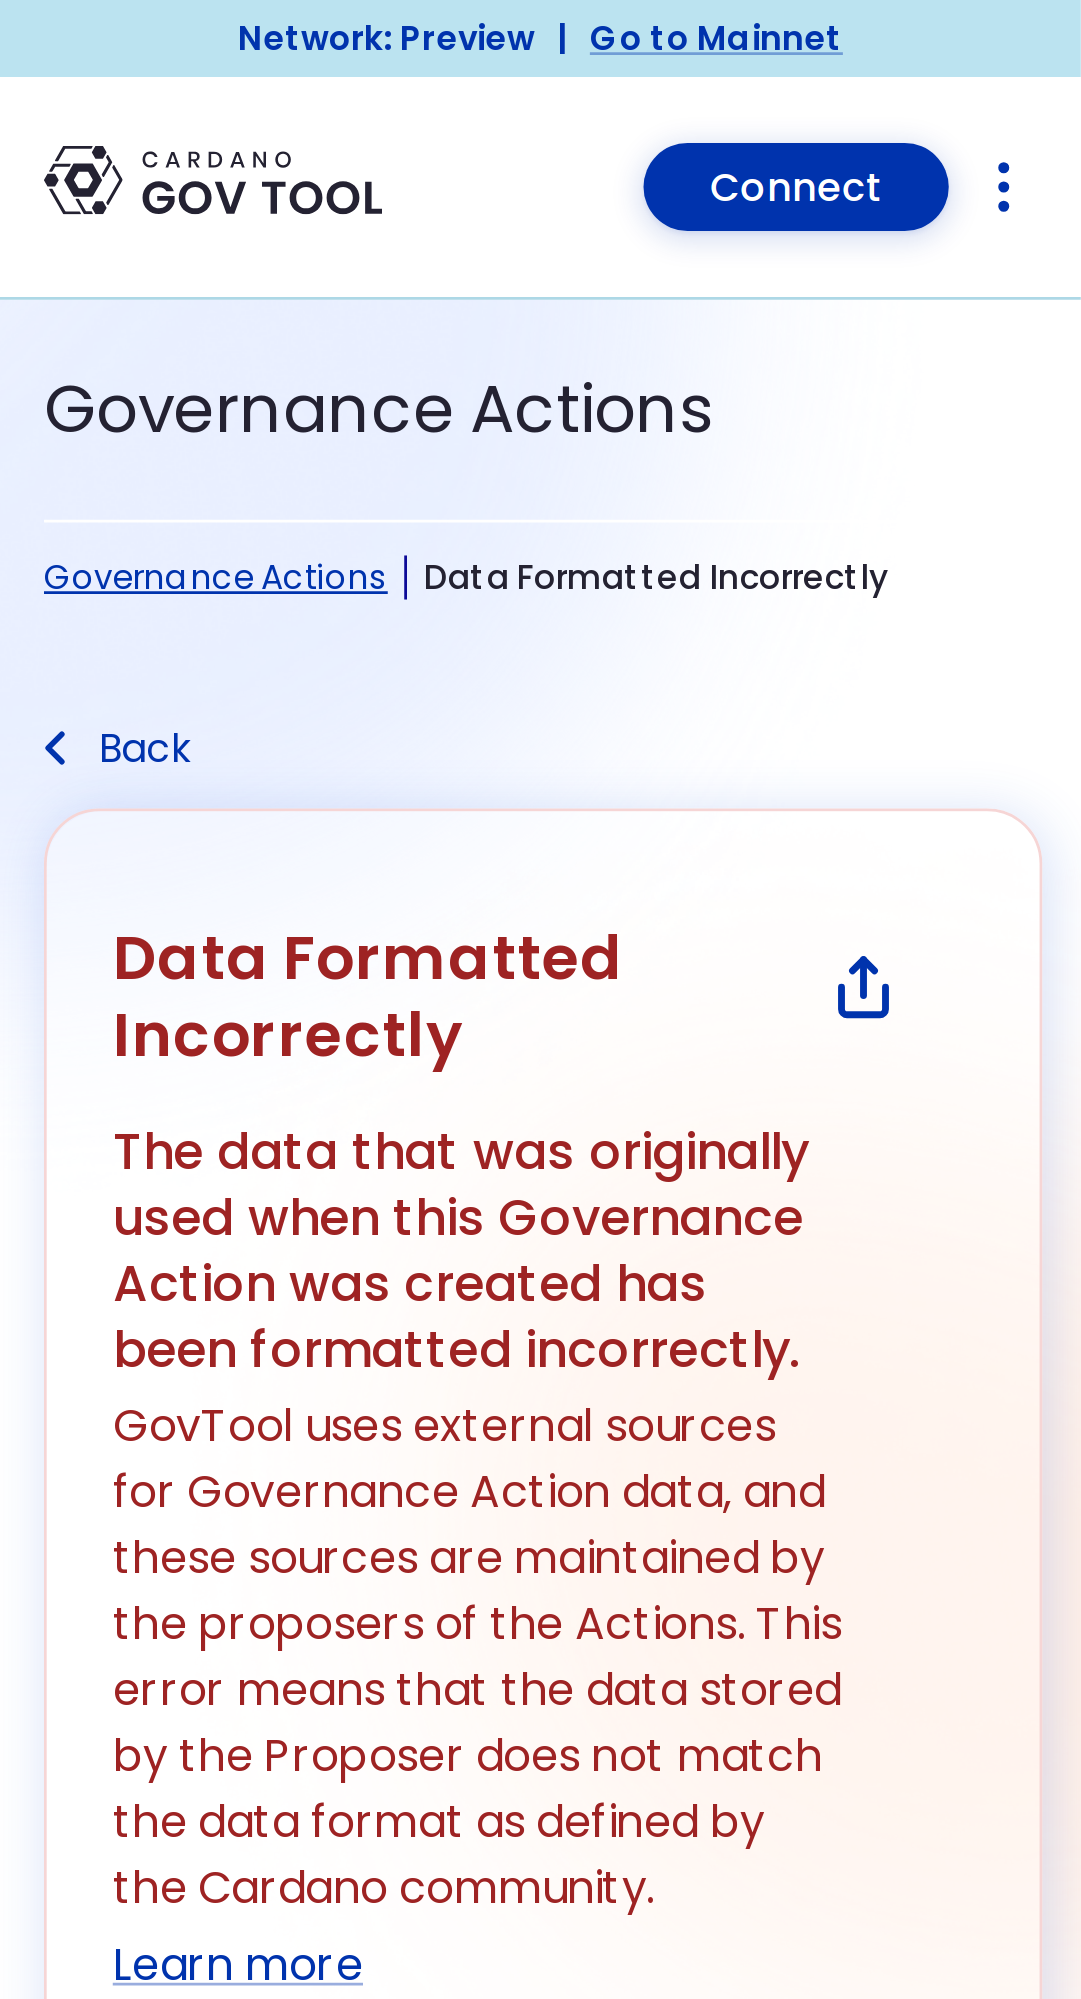 Network: Preview | Go to Mainnet
CARDANO
GOV TOOL
Connect
Governance Actions
Governance Actions | Data Formatted Incorrectly
Back
Data Formatted
Incorrectly
The data that was originally
used when this Governance
Action was created has
been formatted incorrectly.
GovTool uses external sources
for Governance Action data, and
these sources are maintained by
the proposers of the Actions. This
error means that the data stored
by the Proposer does not match
the data format as defined by
the Cardano community.
Learn more